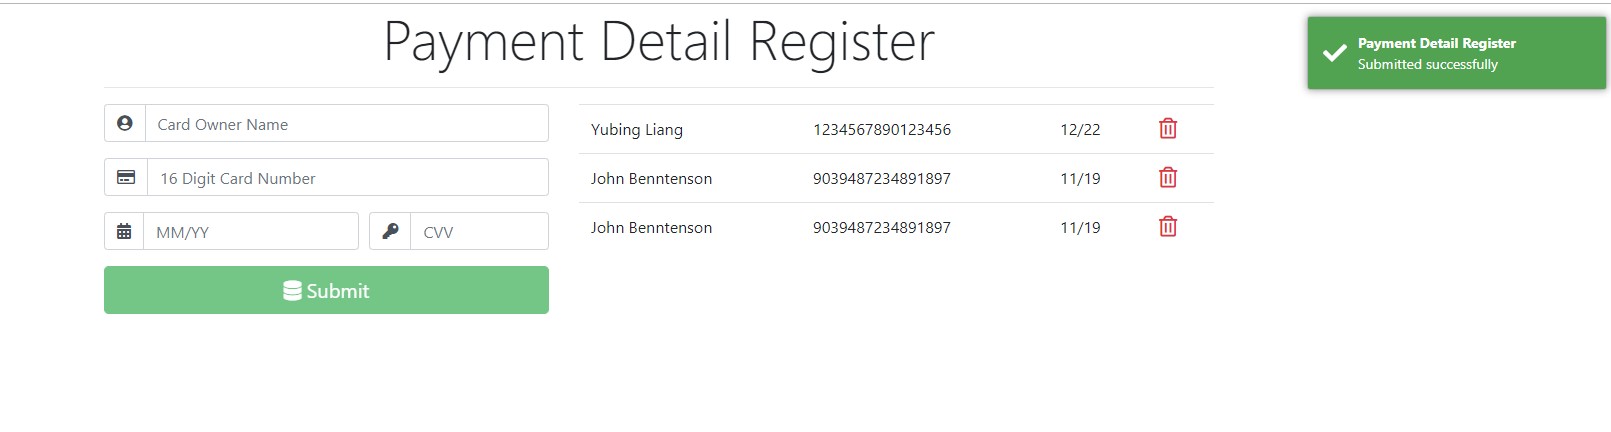 Payment Detail Register
Payment Detail Register
Submitted successfully
Card Owner Name
16 Digit Card Number
MM/YY CVV
Submit
Yubing Liang 1234567890123456 12/22
John Benntenson 9039487234891897 11/19
John Benntenson 9039487234891897 11/19